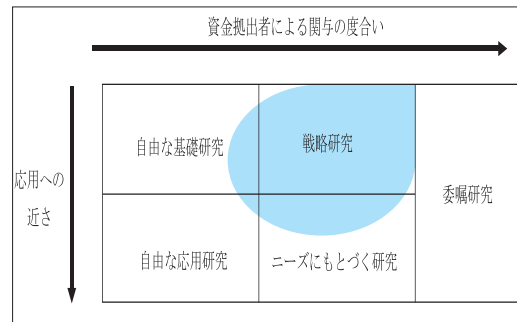 資金拠出者による関与の度合い
応用への
近さ
自由な基礎研究
戦略研究
委嘱研究
自由な応用研究
ニーズにもとづく研究